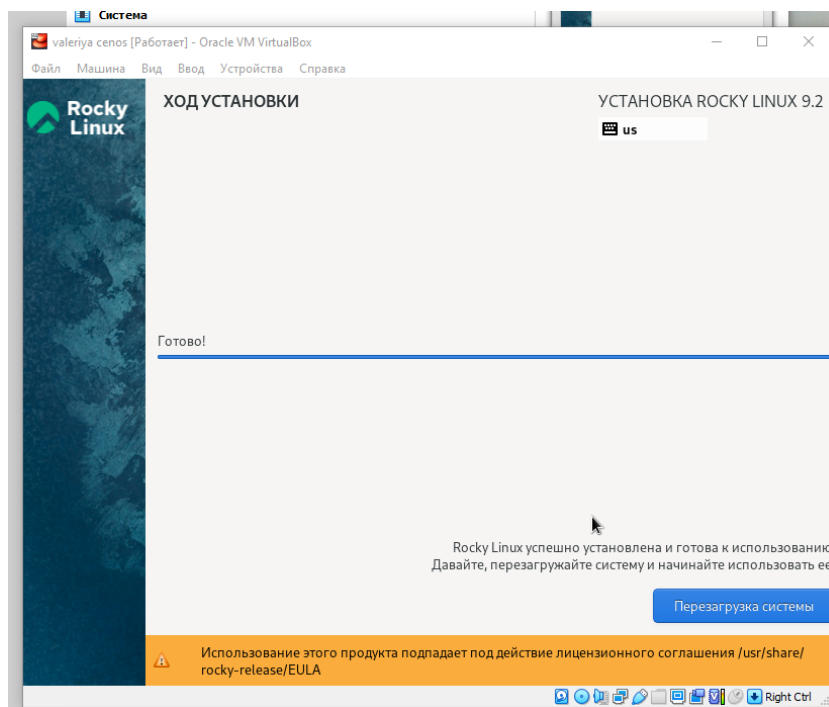 Система
valeriya cenos [Работает] - Oracle VM VirtualBox
Файл Машина Вид Ввод Устройства Справка
Rocky
Linux
ХОД УСТАНОВКИ
УСТАНОВКА ROCKY LINUX 9.2
us
Готово!
Rocky Linux успешно установлена и готова к использованию
Давайте, перезагружайте систему и начинайте использовать ее
Перезагрузка системы
Использование этого продукта подпадает под действие лицензионного соглашения /usr/share/
rocky-release/EULA
Right Ctrl